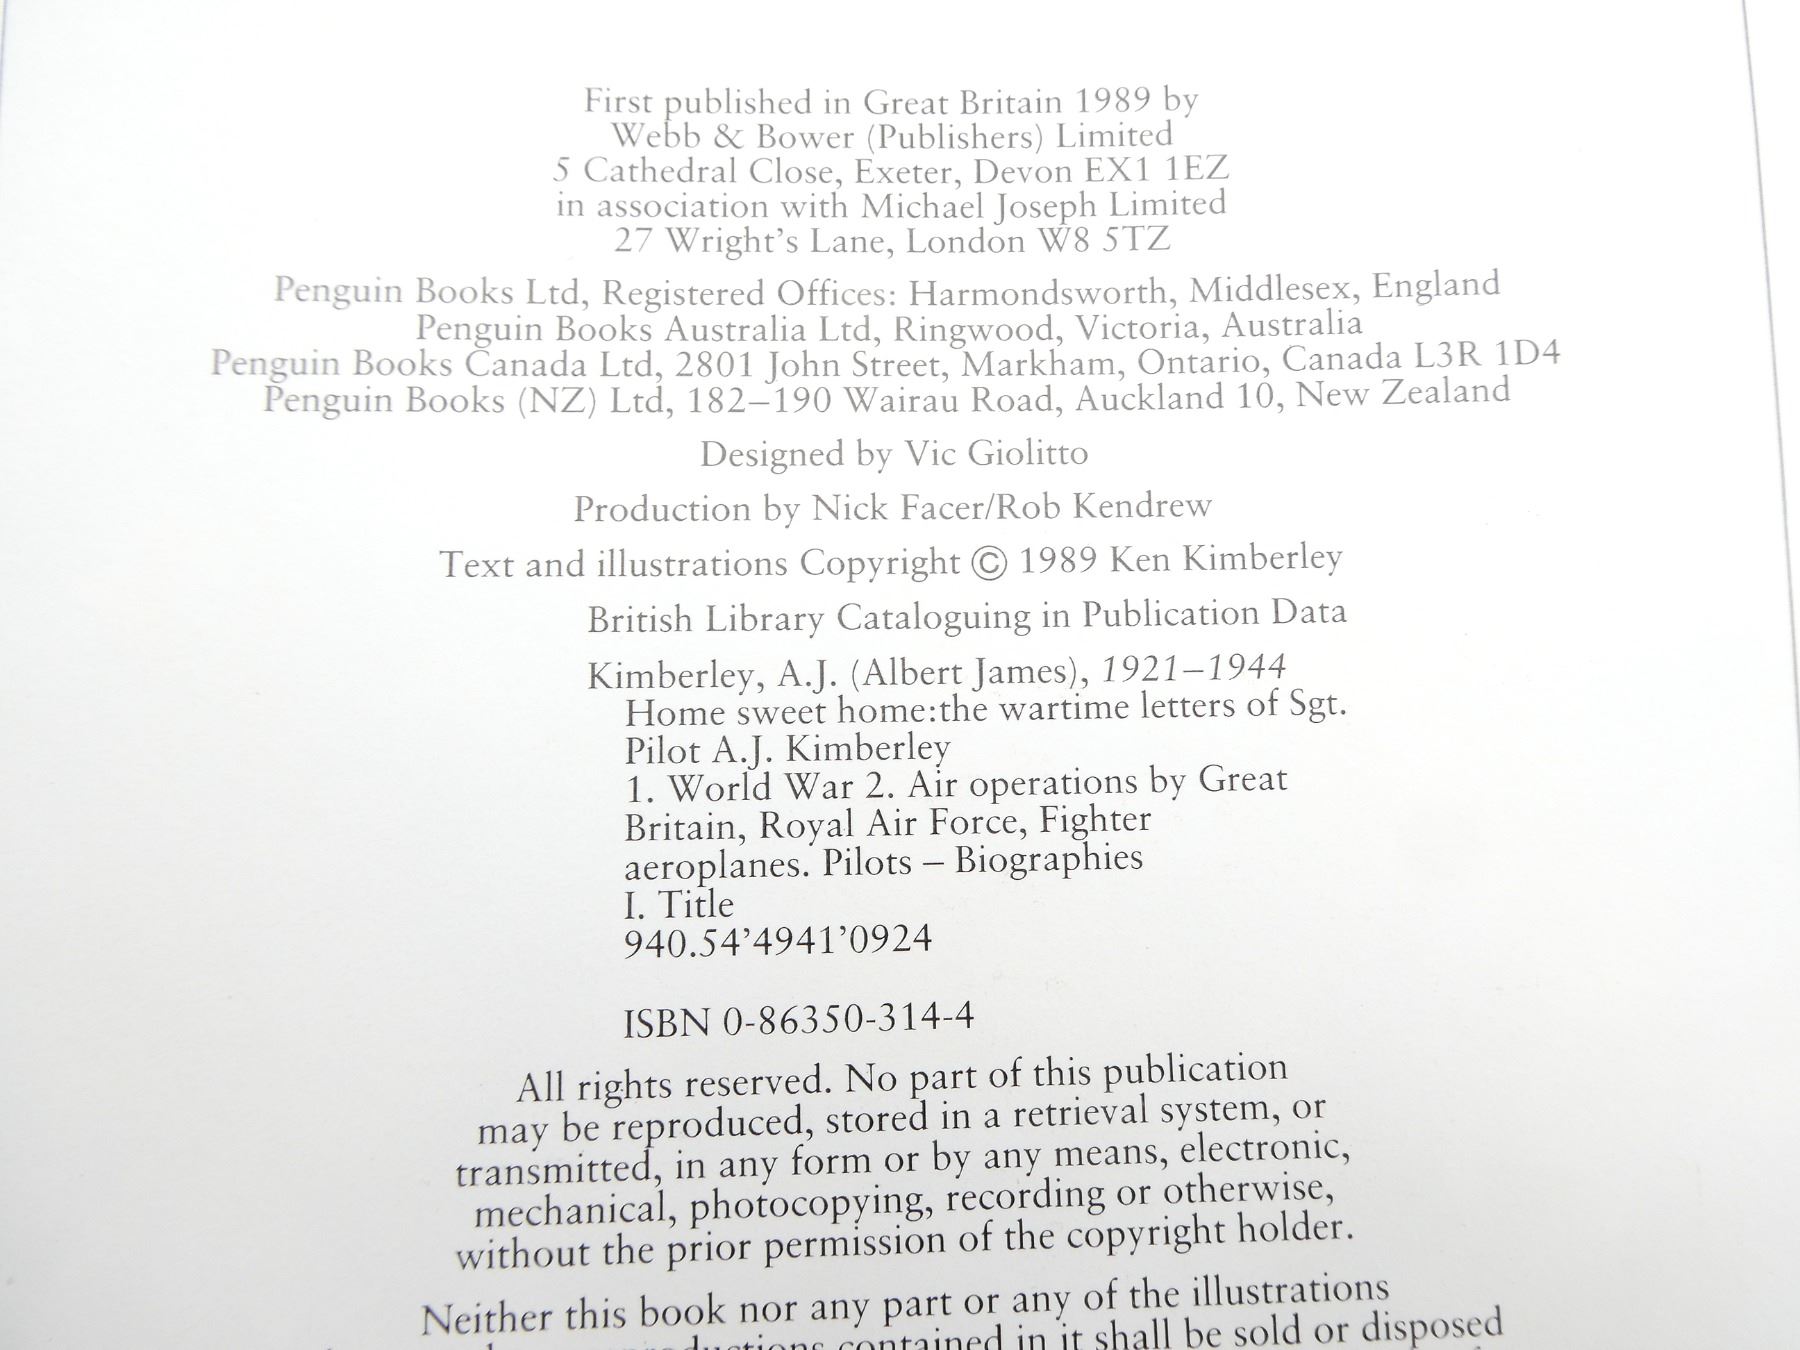 First published in Great Britain 1989 by
Webb & Bower (Publishers) Limited
5 Cathedral Close, Exeter, Devon EX1 1EZ
in association with Michael Joseph Limited
27 Wright's Lane, London W8 5TZ
Penguin Books Ltd, Registered Offices: Harmondsworth, Middlesex, England
Penguin Books Australia Ltd, Ringwood, Victoria, Australia
Penguin Books Canada Ltd, 2801 John Street, Markham, Ontario, Canada L3R 1D4
Penguin Books (NZ) Ltd, 182–190 Wairau Road, Auckland 10, New Zealand
Designed by Vic Giolitto
Production by Nick Facer/Rob Kendrew
Text and illustrations Copyright © 1989 Ken Kimberley
British Library Cataloguing in Publication Data
Kimberley, A.J. (Albert James), 1921–1944
Home sweet home:the wartime letters of Sgt.
Pilot A.J. Kimberley
1. World War 2. Air operations by Great
Britain, Royal Air Force, Fighter
aeroplanes. Pilots – Biographies
I. Title
940.54'4941'0924
ISBN 0-86350-314-4
All rights reserved. No part of this publication
may be reproduced, stored in a retrieval system, or
transmitted, in any form or by any means, electronic,
mechanical, photocopying, recording or otherwise,
without the prior permission of the copyright holder.
Neither this book nor any part or any of the illustrations
contained in it shall be sold or disposed